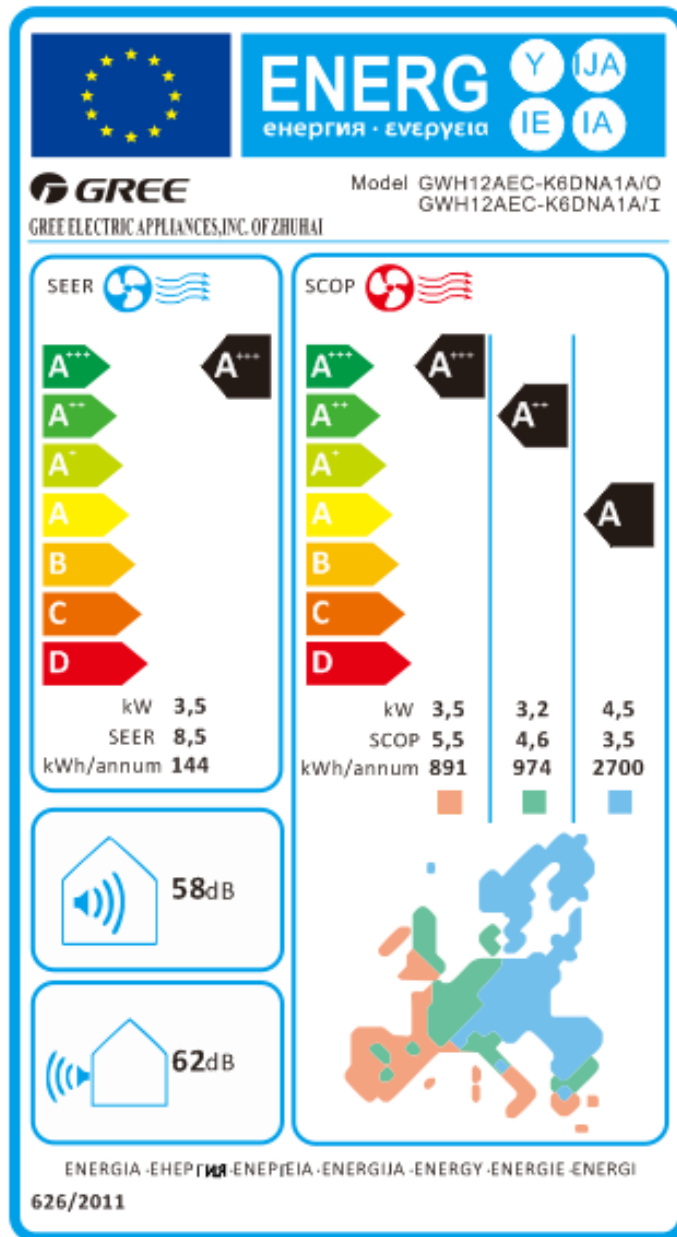 ENERG
енергия · ενεργεια
Y IJA
IE IA
GREE
GREE ELECTRIC APPLIANCES,INC. OF ZHUHAI
Model GWH12AEC-K6DNA1A/O
GWH12AEC-K6DNA1A/I
SEER
A+++ A+++
A++
A+
A
B
C
D
kW 3,5
SEER 8,5
kWh/annum 144
SCOP
A+++ A+++
A++ A++
A+
A A
B
C
D
kW 3,5 3,2 4,5
SCOP 5,5 4,6 3,5
kWh/annum 891 974 2700
58dB
62dB
ENERGIA · ЕНЕРГИЯ · ΕΝΕΡΓΕΙΑ · ENERGIJA · ENERGY · ENERGIE · ENERGI
626/2011